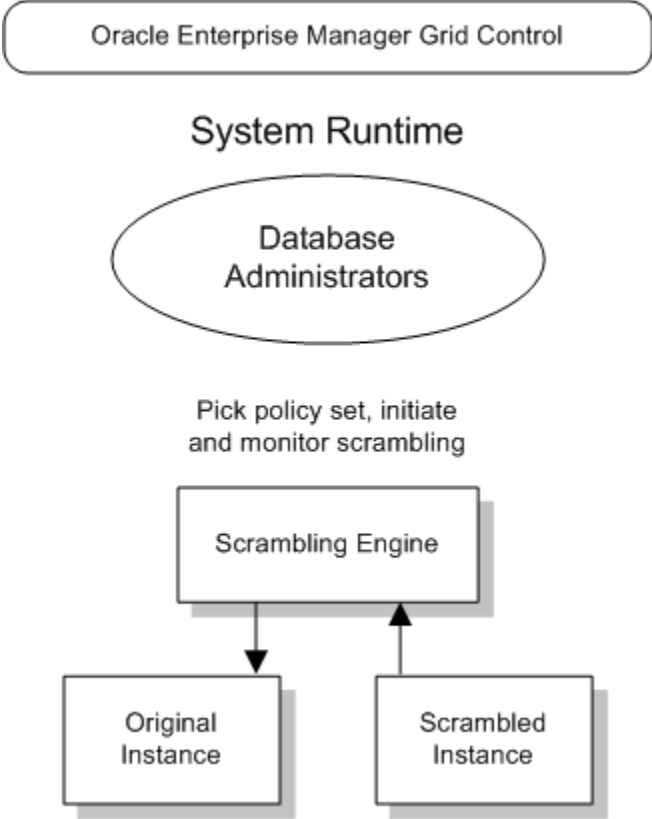 Oracle Enterprise Manager Grid Control
System Runtime
Database
Administrators
Pick policy set, initiate
and monitor scrambling
Scrambling Engine
Original
Instance
Scrambled
Instance